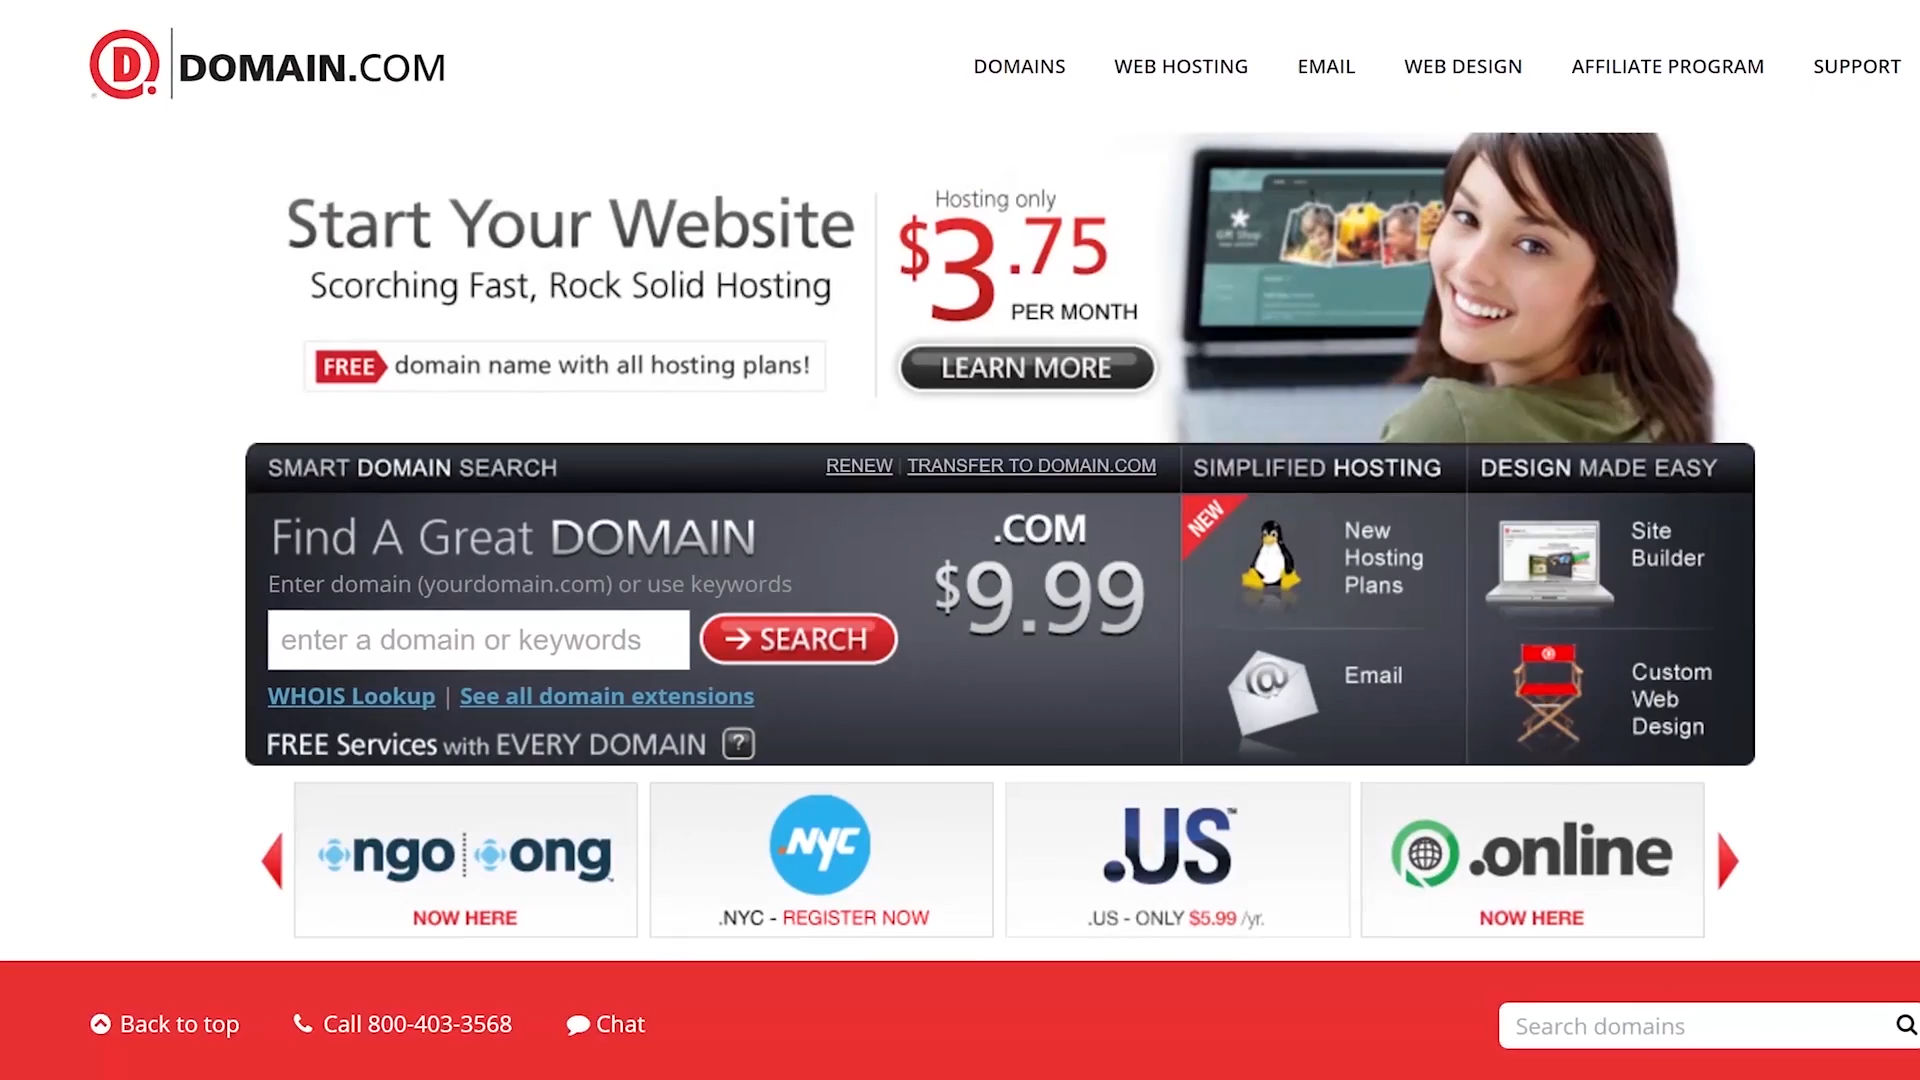 DOMAIN.COM
DOMAINS WEB HOSTING EMAIL WEB DESIGN AFFILIATE PROGRAM SUPPORT
Start Your Website
Scorching Fast, Rock Solid Hosting
FREE domain name with all hosting plans!
Hosting only
$3.75
PER MONTH
LEARN MORE
SMART DOMAIN SEARCH
RENEW | TRANSFER TO DOMAIN.COM
Find A Great DOMAIN
Enter domain (yourdomain.com) or use keywords
enter a domain or keywords
SEARCH
WHOIS Lookup | See all domain extensions
FREE Services with EVERY DOMAIN ?
.COM
$9.99
SIMPLIFIED HOSTING
NEW
New
Hosting
Plans
@
Email
DESIGN MADE EASY
Site
Builder
Custom
Web
Design
ngo ong
NOW HERE
.NYC
.NYC - REGISTER NOW
.US™
.US - ONLY $5.99 /yr.
.online
NOW HERE
Back to top
Call 800-403-3568
Chat
Search domains